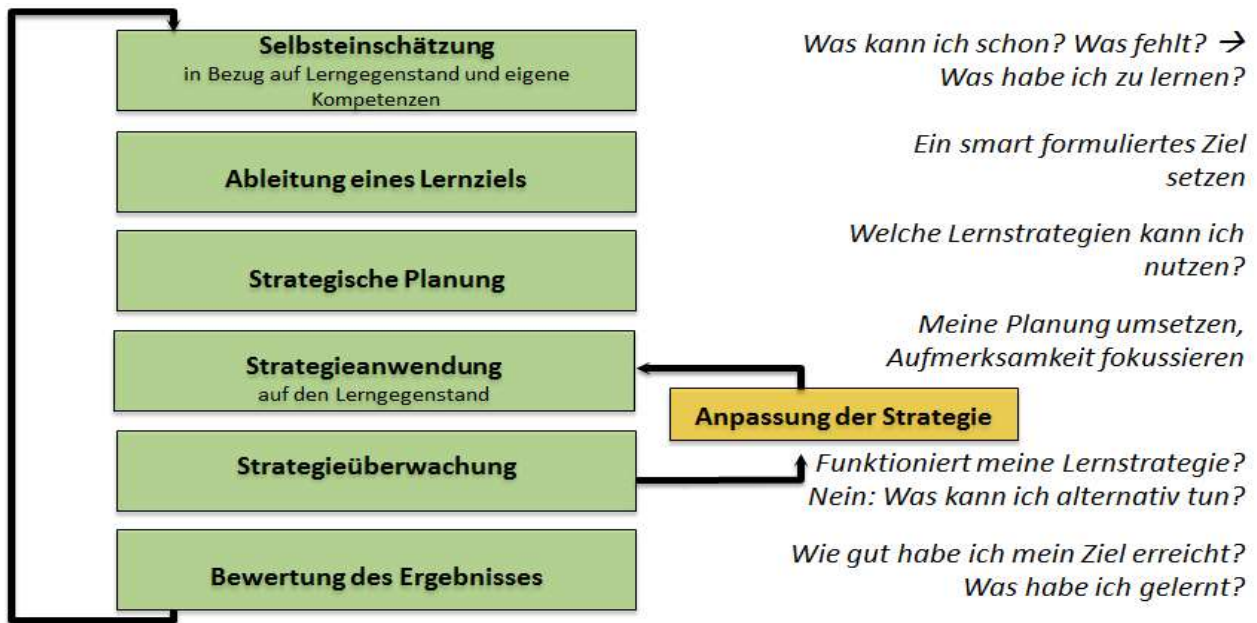 Selbsteinschätzung
in Bezug auf Lerngegenstand und eigene
Kompetenzen
Was kann ich schon? Was fehlt? →
Was habe ich zu lernen?
Ableitung eines Lernziels
Ein smart formuliertes Ziel
setzen
Strategische Planung
Welche Lernstrategien kann ich
nutzen?
Strategieanwendung
auf den Lerngegenstand
Meine Planung umsetzen,
Aufmerksamkeit fokussieren
Anpassung der Strategie
Strategieüberwachung
Funktioniert meine Lernstrategie?
Nein: Was kann ich alternativ tun?
Bewertung des Ergebnisses
Wie gut habe ich mein Ziel erreicht?
Was habe ich gelernt?